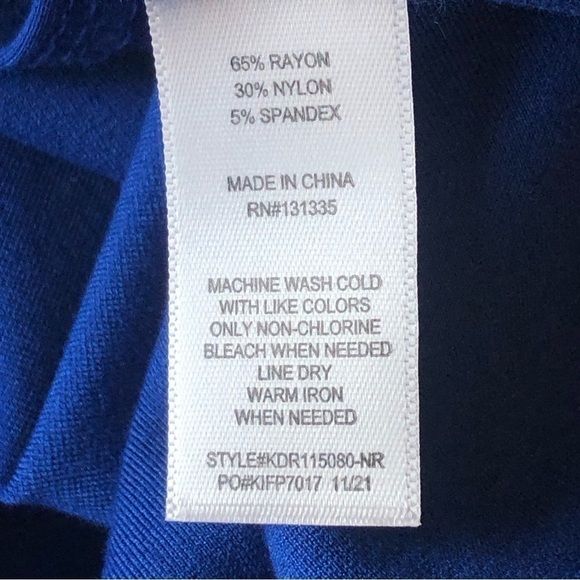 65% RAYON
30% NYLON
5% SPANDEX
MADE IN CHINA
RN#131335
MACHINE WASH COLD
WITH LIKE COLORS
ONLY NON-CHLORINE
BLEACH WHEN NEEDED
LINE DRY
WARM IRON
WHEN NEEDED
STYLE#KDR115080-NR
PO#KIFP7017 11/21